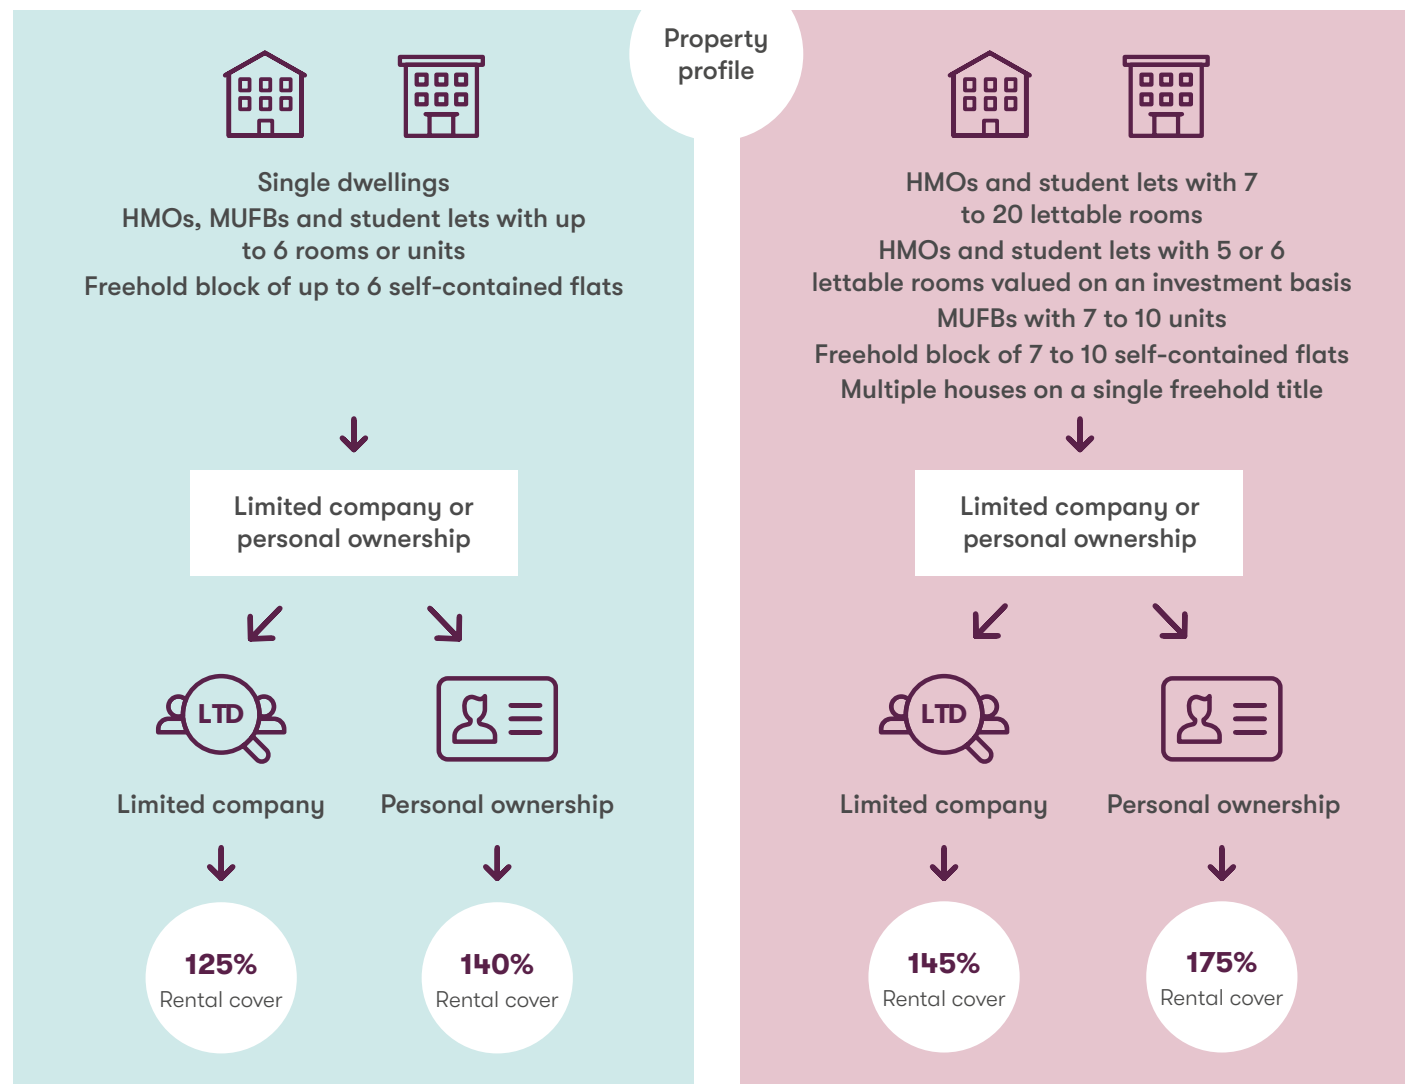 Property
profile
Single dwellings
HMOs, MUFBs and student lets with up
to 6 rooms or units
Freehold block of up to 6 self-contained flats
Limited company or
personal ownership
LTD
Limited company
Personal ownership
125%
Rental cover
140%
Rental cover
HMOs and student lets with 7
to 20 lettable rooms
HMOs and student lets with 5 or 6
lettable rooms valued on an investment basis
MUFBs with 7 to 10 units
Freehold block of 7 to 10 self-contained flats
Multiple houses on a single freehold title
Limited company or
personal ownership
LTD
Limited company
Personal ownership
145%
Rental cover
175%
Rental cover